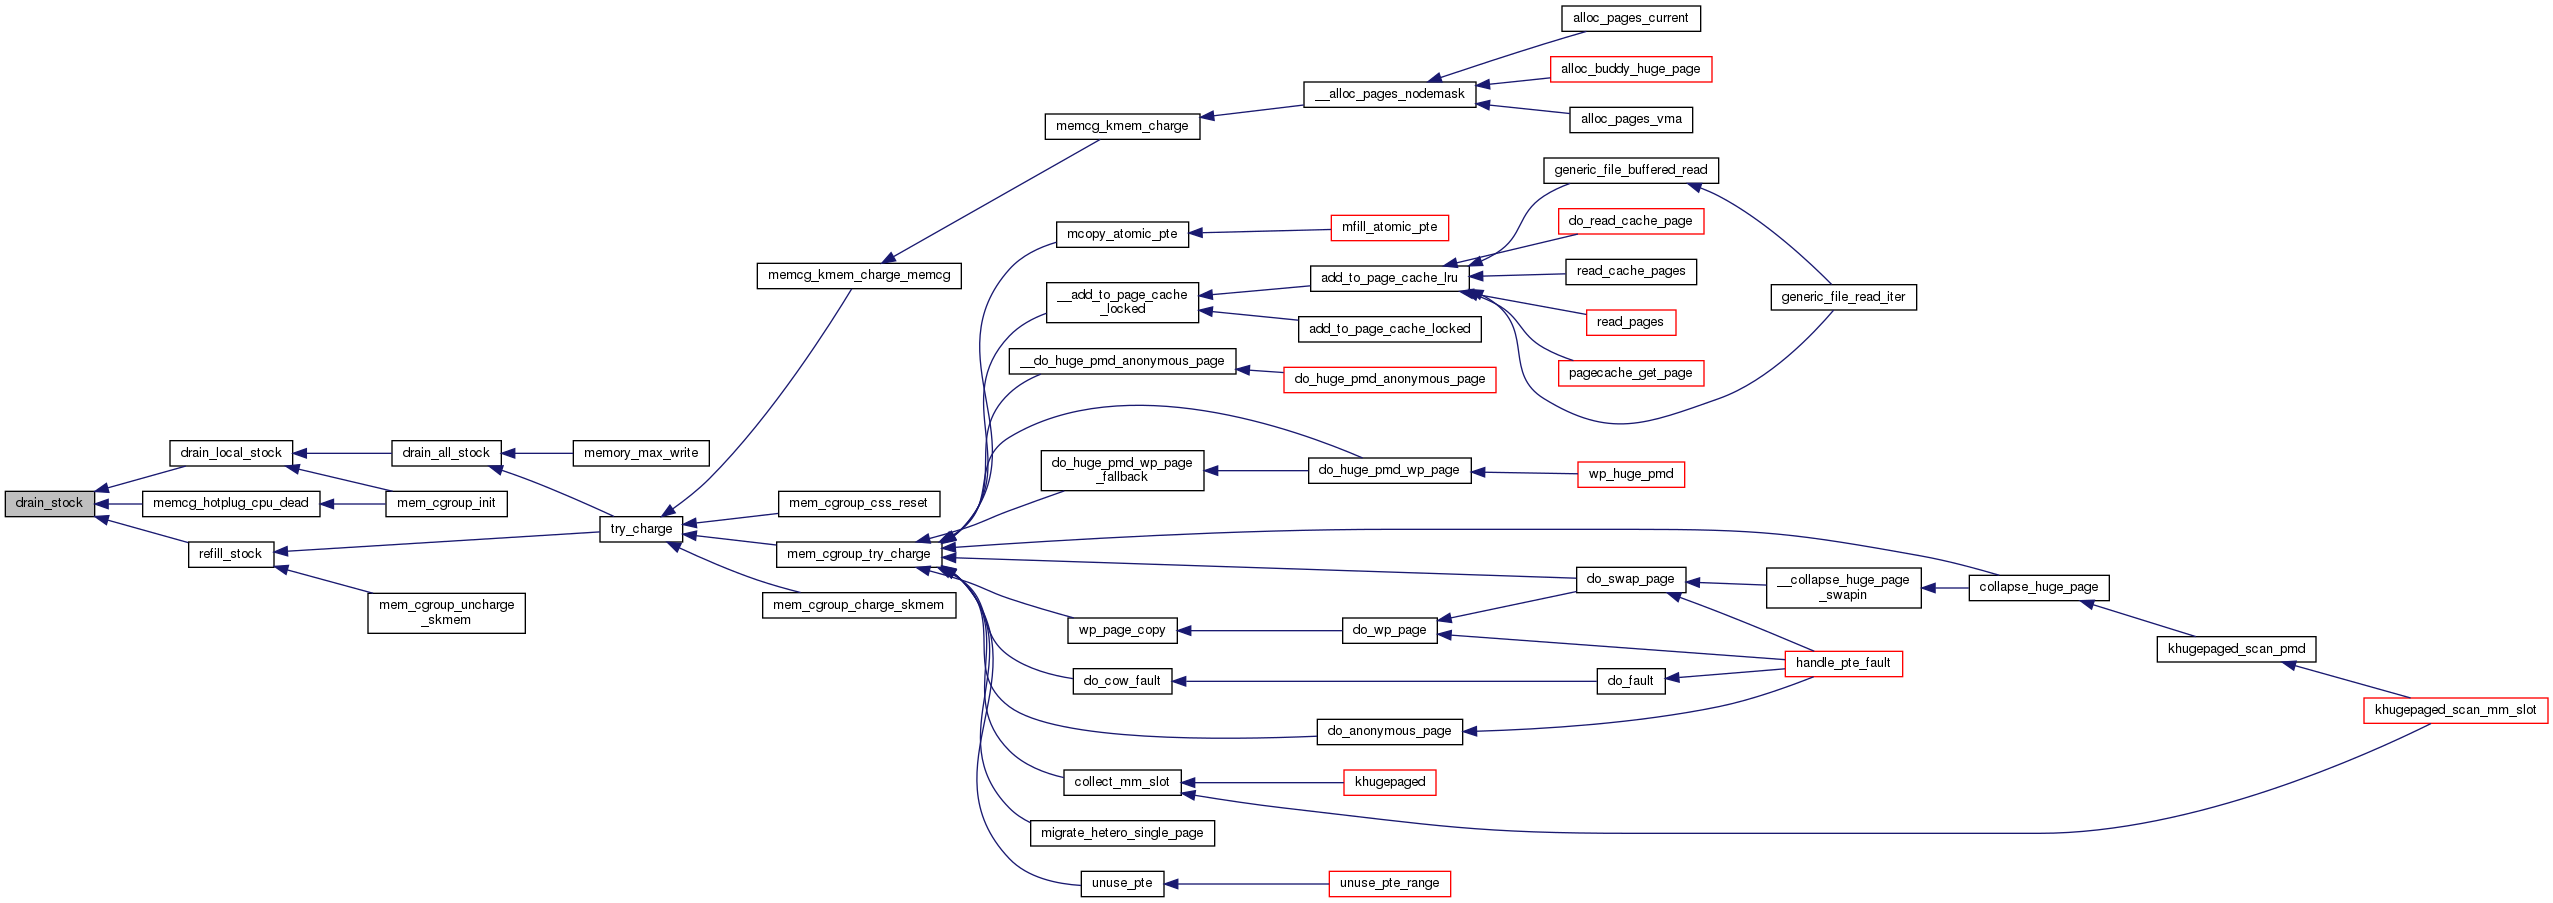 alloc_pages_current
alloc_buddy_huge_page
__alloc_pages_nodemask
alloc_pages_vma
memcg_kmem_charge
generic_file_buffered_read
do_read_cache_page
mcopy_atomic_pte
mfill_atomic_pte
memcg_kmem_charge_memcg
add_to_page_cache_lru
read_cache_pages
__add_to_page_cache
_locked
generic_file_read_iter
add_to_page_cache_locked
read_pages
__do_huge_pmd_anonymous_page
do_huge_pmd_anonymous_page
pagecache_get_page
drain_local_stock
drain_all_stock
memory_max_write
do_huge_pmd_wp_page
_fallback
do_huge_pmd_wp_page
wp_huge_pmd
drain_stock
memcg_hotplug_cpu_dead
mem_cgroup_init
mem_cgroup_css_reset
try_charge
refill_stock
mem_cgroup_try_charge
do_swap_page
__collapse_huge_page
_swapin
collapse_huge_page
mem_cgroup_uncharge
_skmem
mem_cgroup_charge_skmem
wp_page_copy
do_wp_page
khugepaged_scan_pmd
handle_pte_fault
do_cow_fault
do_fault
khugepaged_scan_mm_slot
do_anonymous_page
collect_mm_slot
khugepaged
migrate_hetero_single_page
unuse_pte
unuse_pte_range